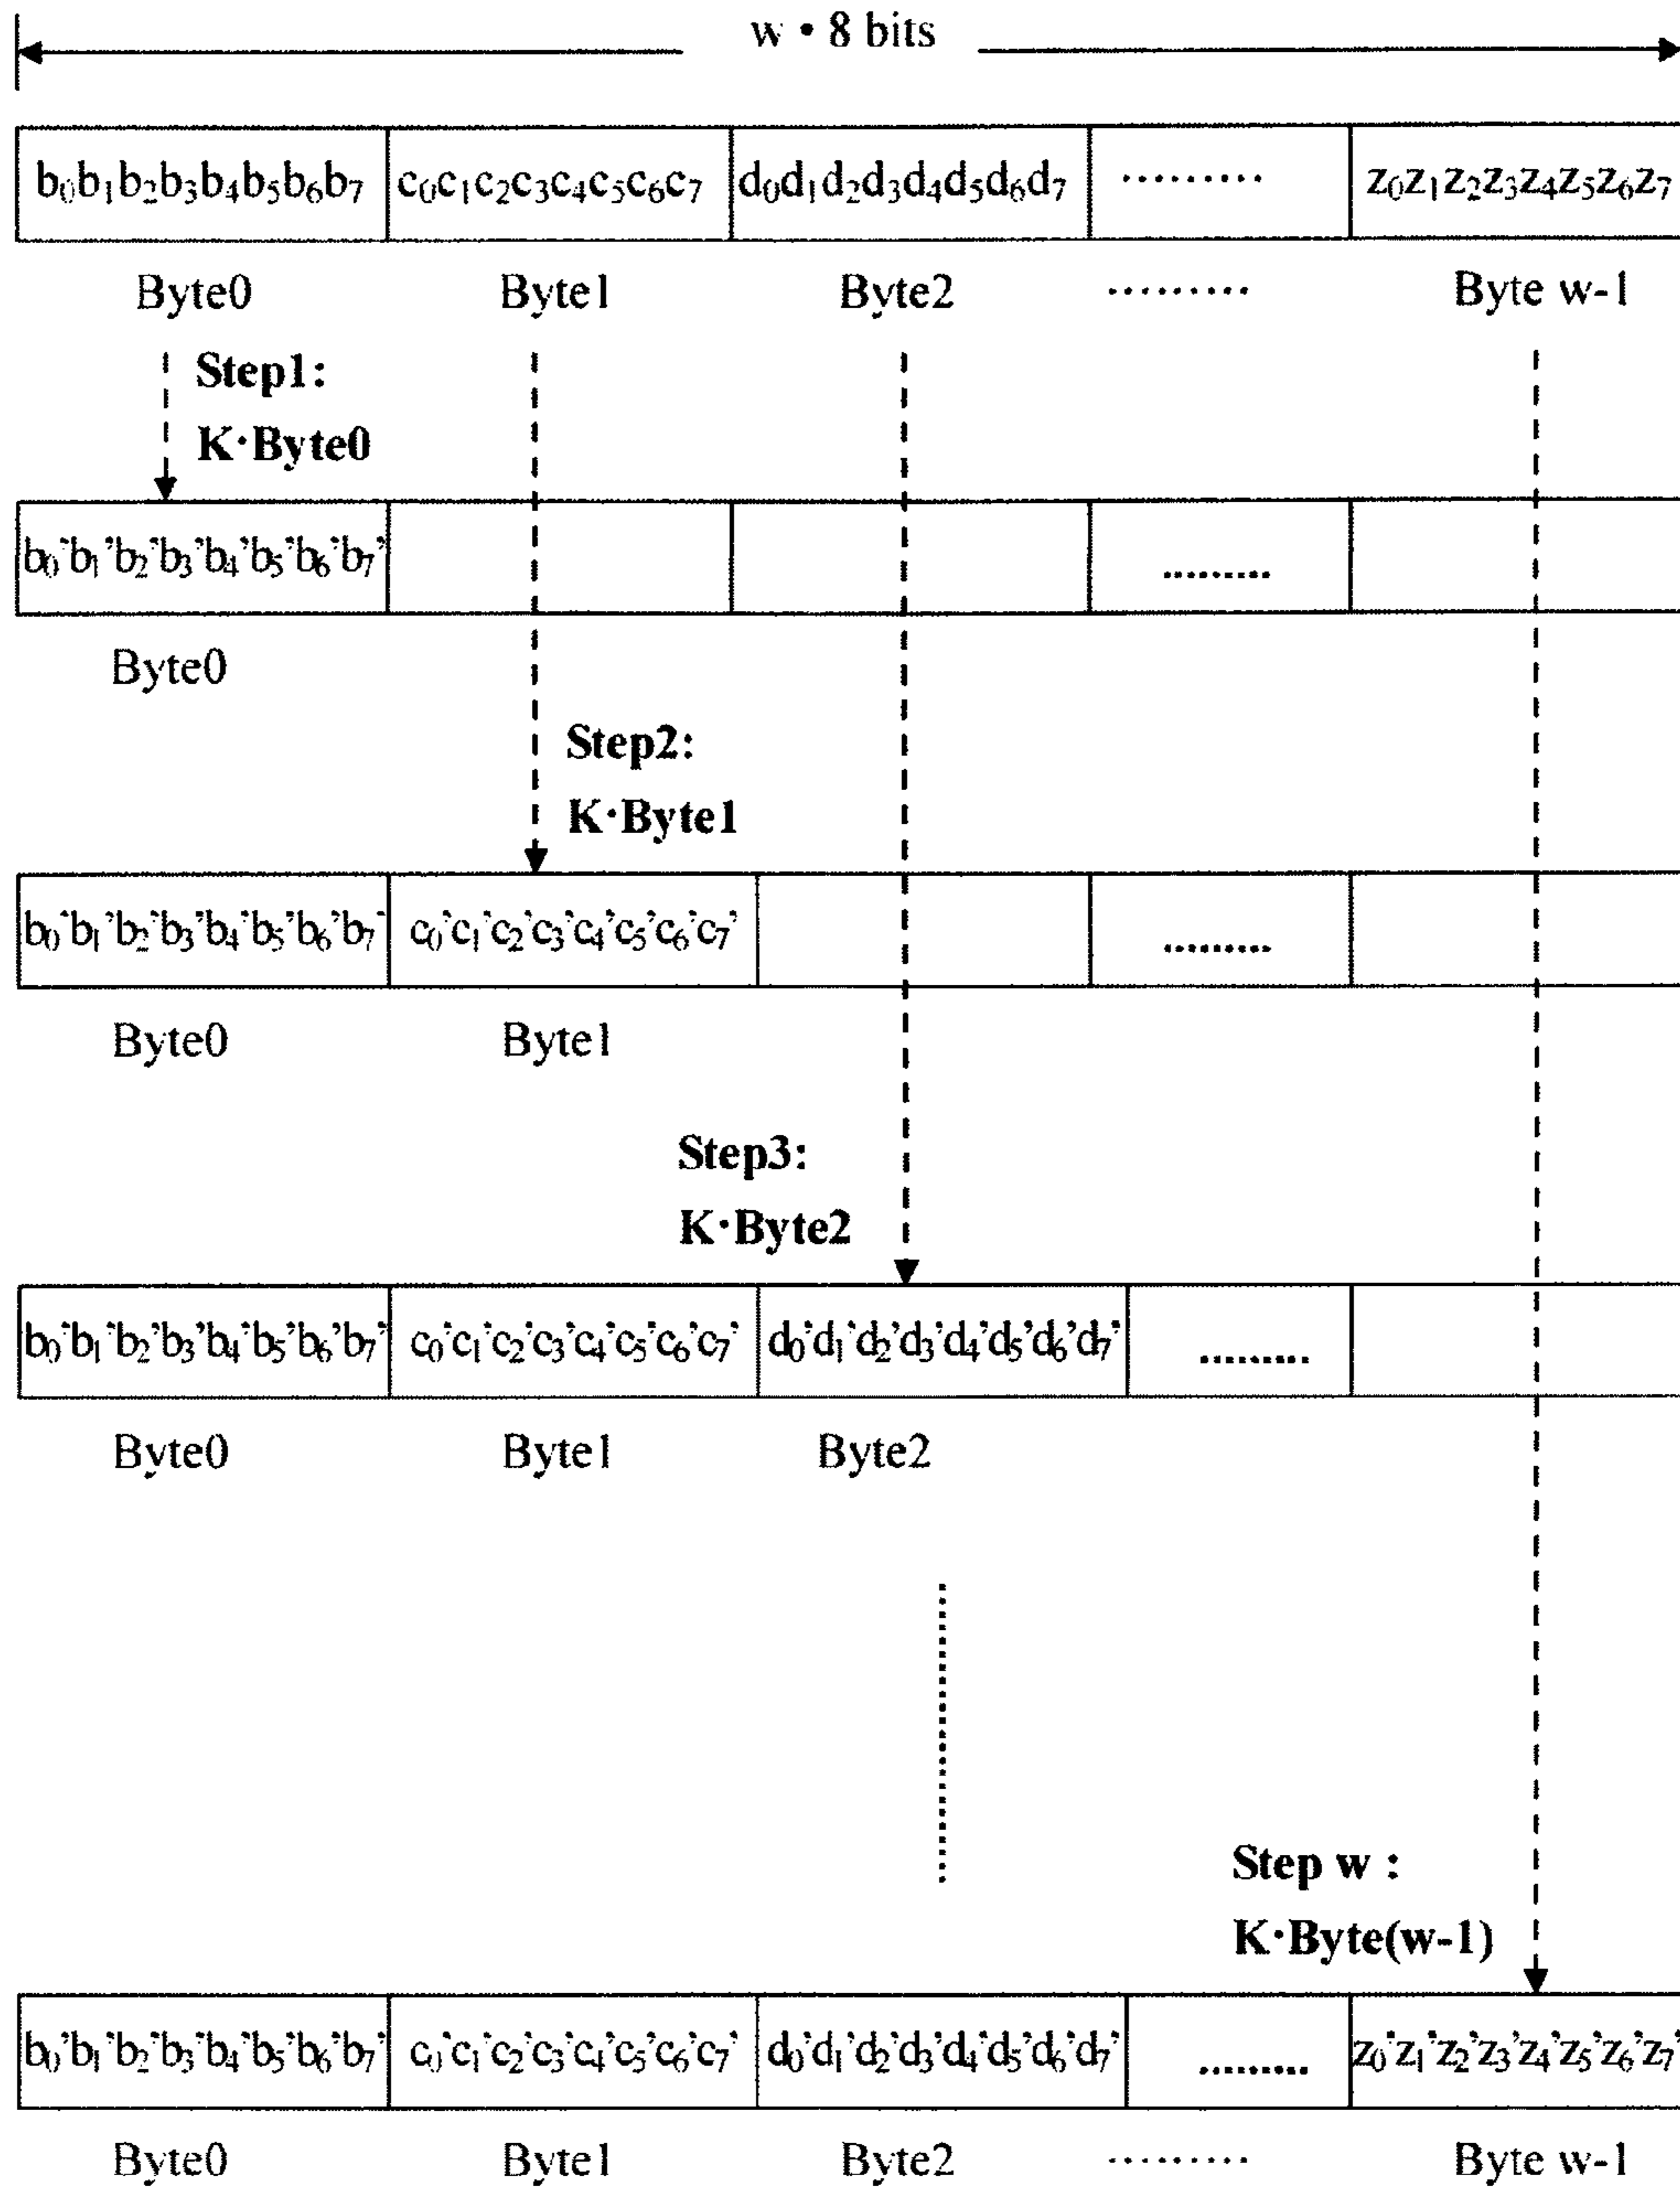 w • 8 bits
b₀b₁b₂b₃b₄b₅b₆b₇ c₀c₁c₂c₃c₄c₅c₆c₇ d₀d₁d₂d₃d₄d₅d₆d₇ ········· z₀z₁z₂z₃z₄z₅z₆z₇
Byte0 Byte1 Byte2 ········· Byte w-1
Step1:
K·Byte0
b₀'b₁'b₂'b₃'b₄'b₅'b₆'b₇' .........
Byte0
Step2:
K·Byte1
b₀'b₁'b₂'b₃'b₄'b₅'b₆'b₇' c₀'c₁'c₂'c₃'c₄'c₅'c₆'c₇' .........
Byte0 Byte1
Step3:
K·Byte2
b₀'b₁'b₂'b₃'b₄'b₅'b₆'b₇' c₀'c₁'c₂'c₃'c₄'c₅'c₆'c₇' d₀'d₁'d₂'d₃'d₄'d₅'d₆'d₇' .........
Byte0 Byte1 Byte2
Step w :
K·Byte(w-1)
b₀'b₁'b₂'b₃'b₄'b₅'b₆'b₇' c₀'c₁'c₂'c₃'c₄'c₅'c₆'c₇' d₀'d₁'d₂'d₃'d₄'d₅'d₆'d₇' ......... z₀'z₁'z₂'z₃'z₄'z₅'z₆'z₇'
Byte0 Byte1 Byte2 ········· Byte w-1